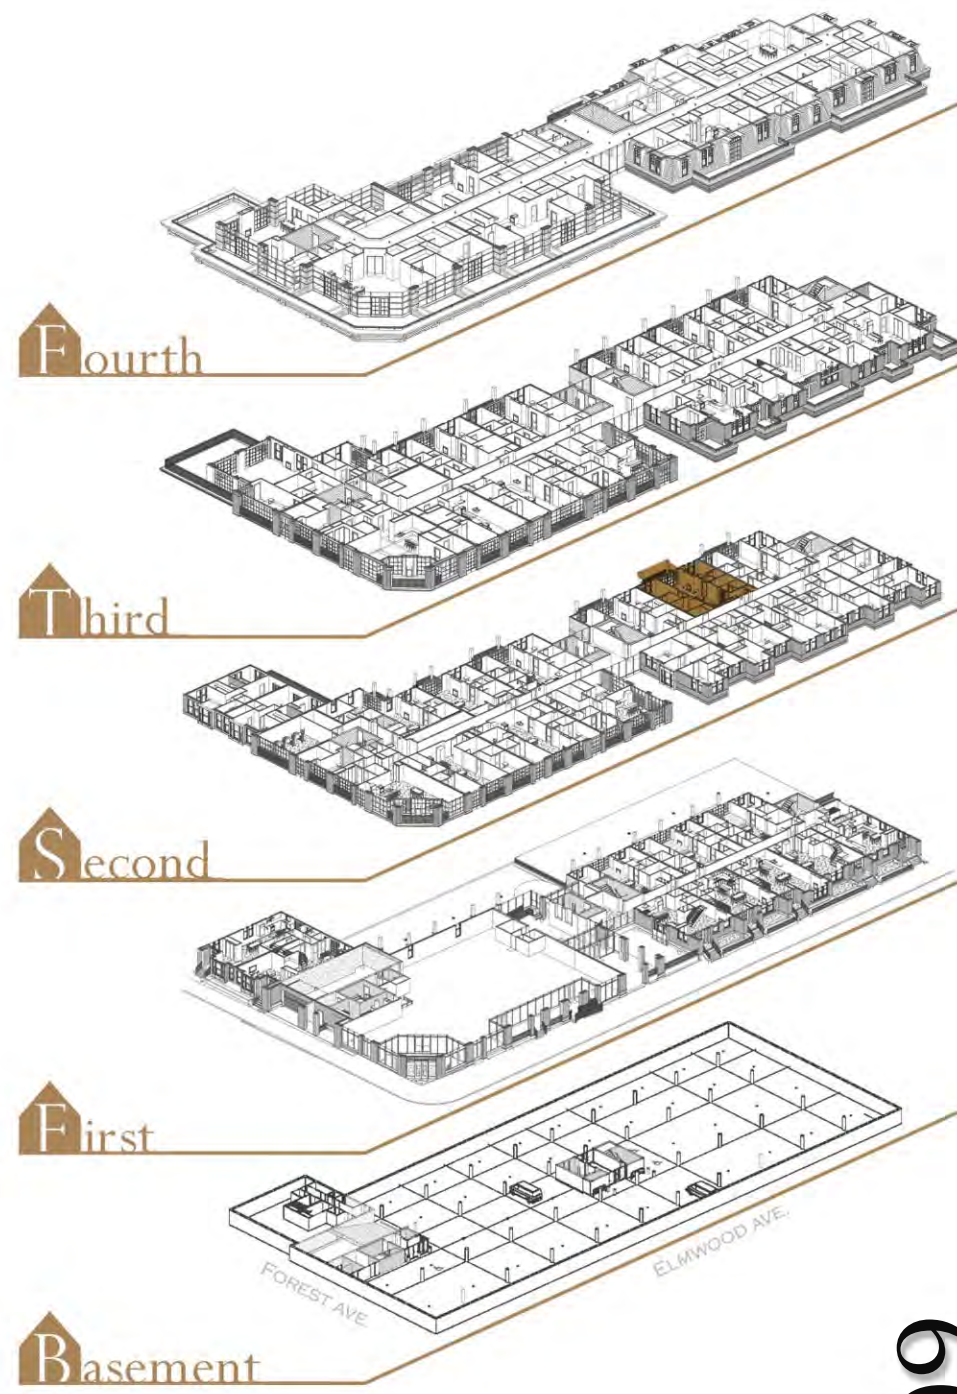 Fourth
Third
Second
First
ELMWOOD AVE.
FOREST AVE.
Basement